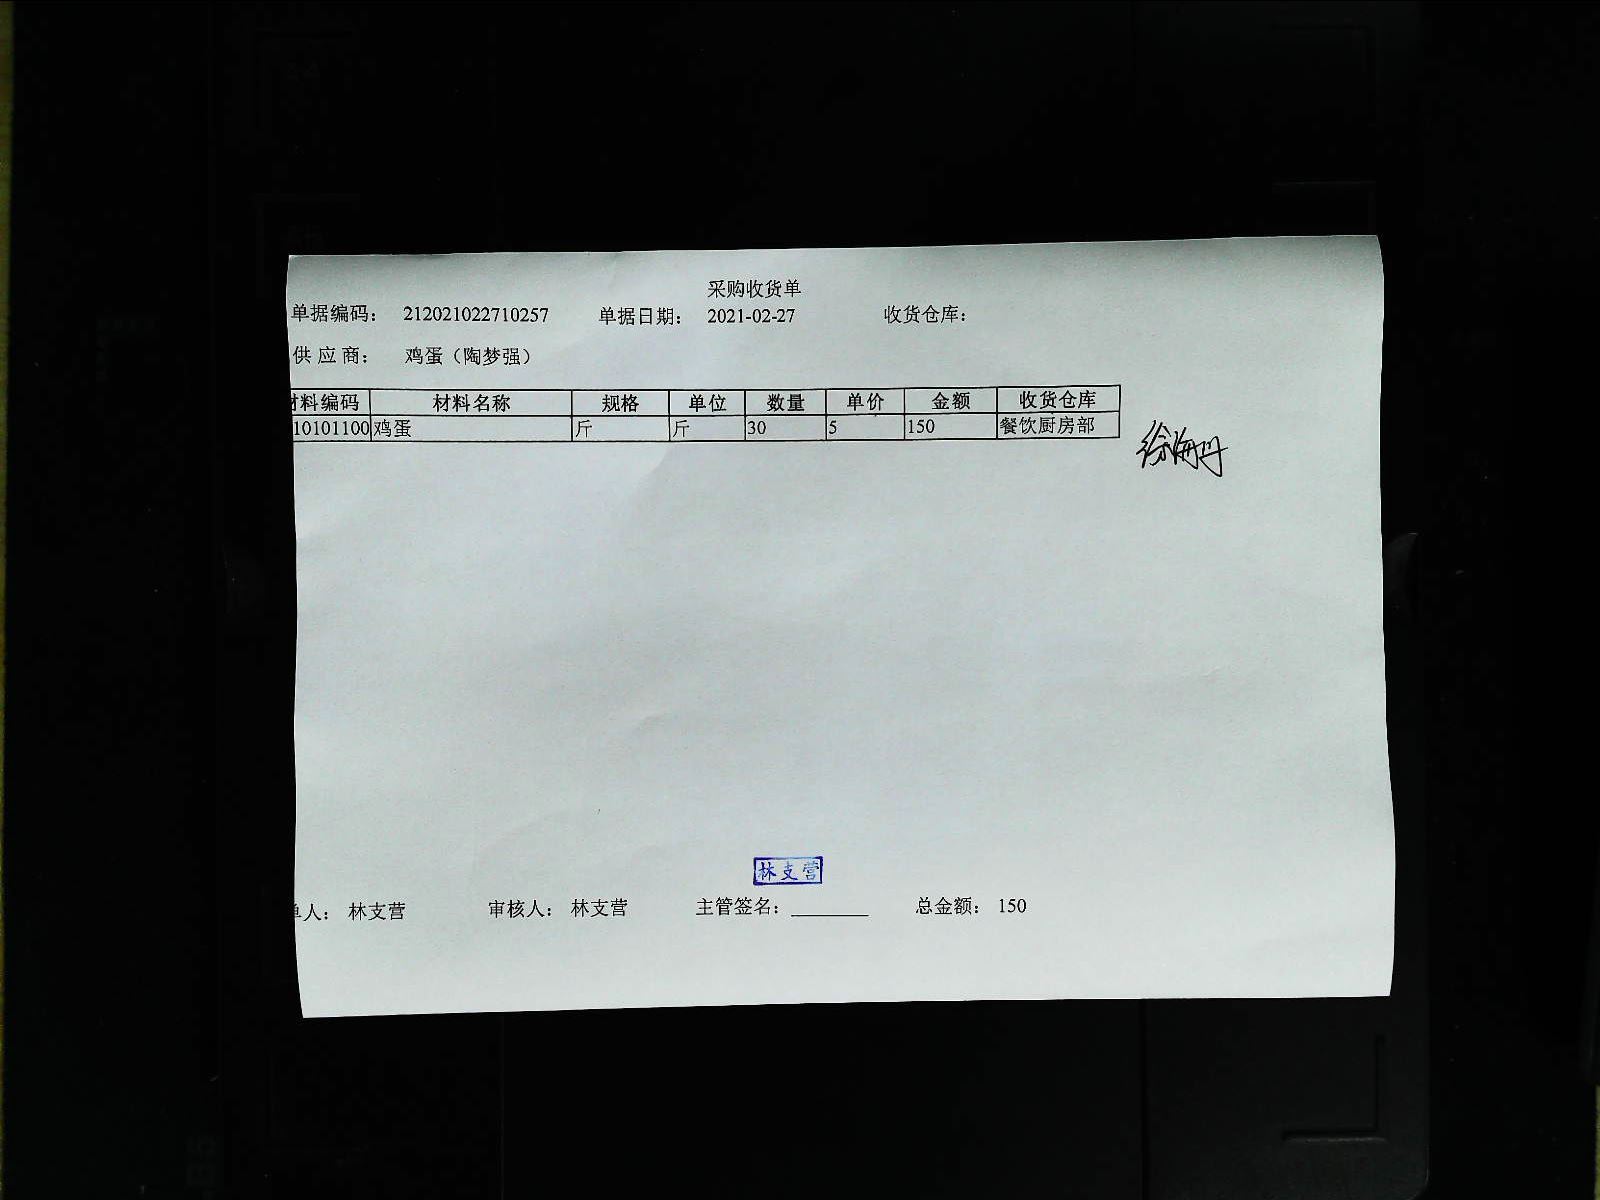 采购收货单
单据编码： 212021022710257 单据日期： 2021-02-27 收货仓库：
供应商： 鸡蛋（陶梦强）
材料编码 材料名称 规格 单位 数量 单价 金额 收货仓库
10101100 鸡蛋 斤 斤 30 5 150 餐饮厨房部
徐海丹
林支营
单人： 林支营 审核人： 林支营 主管签名： 总金额： 150